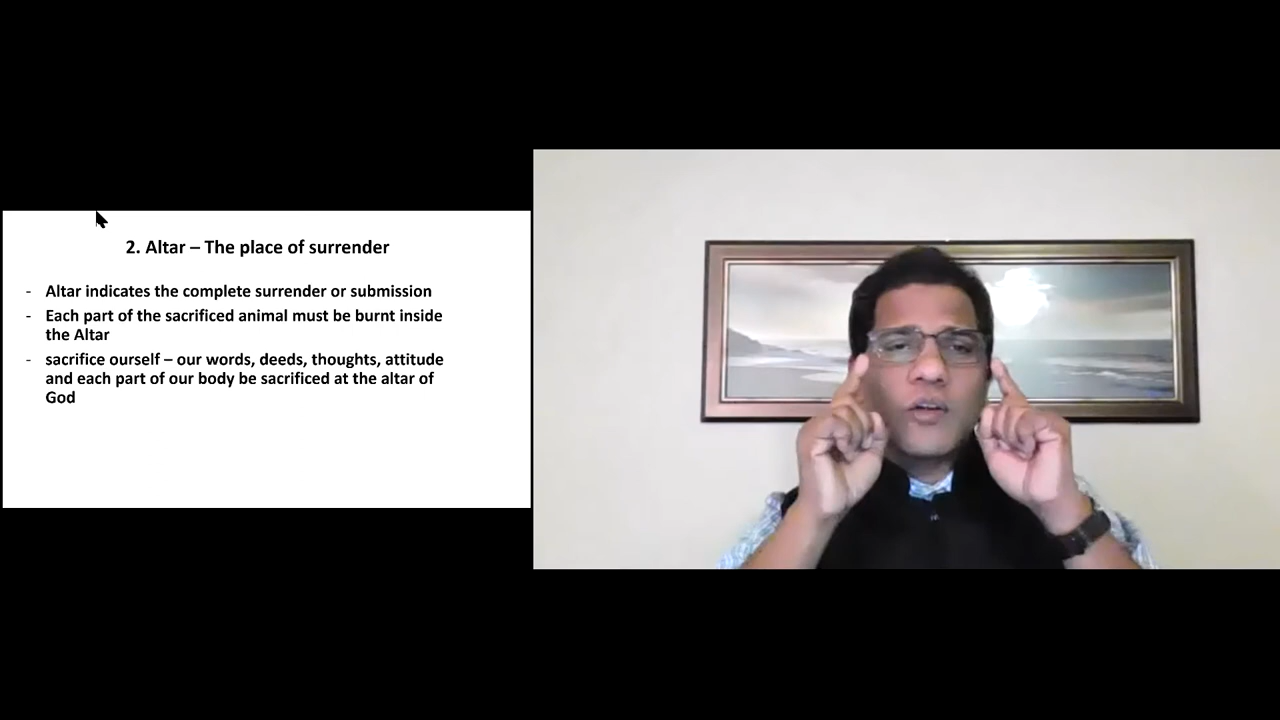 2. Altar – The place of surrender
- Altar indicates the complete surrender or submission
- Each part of the sacrificed animal must be burnt inside
the Altar
- sacrifice ourself – our words, deeds, thoughts, attitude
and each part of our body be sacrificed at the altar of
God